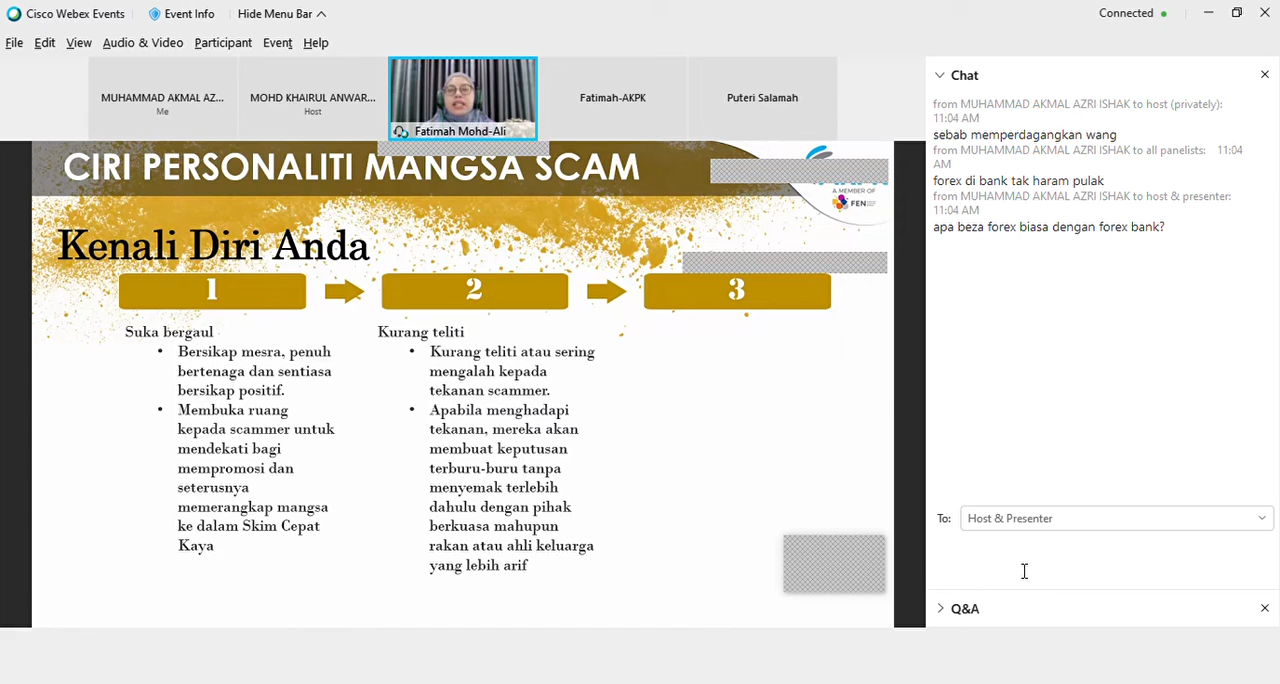 Cisco Webex Events Event Info Hide Menu Bar Connected
File Edit View Audio & Video Participant Event Help
MUHAMMAD AKMAL AZ...
Me
MOHD KHAIRUL ANWAR...
Host
Fatimah Mohd-Ali
Fatimah-AKPK
Puteri Salamah
CIRI PERSONALITI MANGSA SCAM
A MEMBER OF
FEN
Kenali Diri Anda
1
2
3
Suka bergaul
• Bersikap mesra, penuh
bertenaga dan sentiasa
bersikap positif.
• Membuka ruang
kepada scammer untuk
mendekati bagi
mempromosi dan
seterusnya
memerangkap mangsa
ke dalam Skim Cepat
Kaya
Kurang teliti
• Kurang teliti atau sering
mengalah kepada
tekanan scammer.
• Apabila menghadapi
tekanan, mereka akan
membuat keputusan
terburu-buru tanpa
menyemak terlebih
dahulu dengan pihak
berkuasa mahupun
rakan atau ahli keluarga
yang lebih arif
Chat
from MUHAMMAD AKMAL AZRI ISHAK to host (privately):
11:04 AM
sebab memperdagangkan wang
from MUHAMMAD AKMAL AZRI ISHAK to all panelists: 11:04
AM
forex di bank tak haram pulak
from MUHAMMAD AKMAL AZRI ISHAK to host & presenter:
11:04 AM
apa beza forex biasa dengan forex bank?
To: Host & Presenter
Q&A